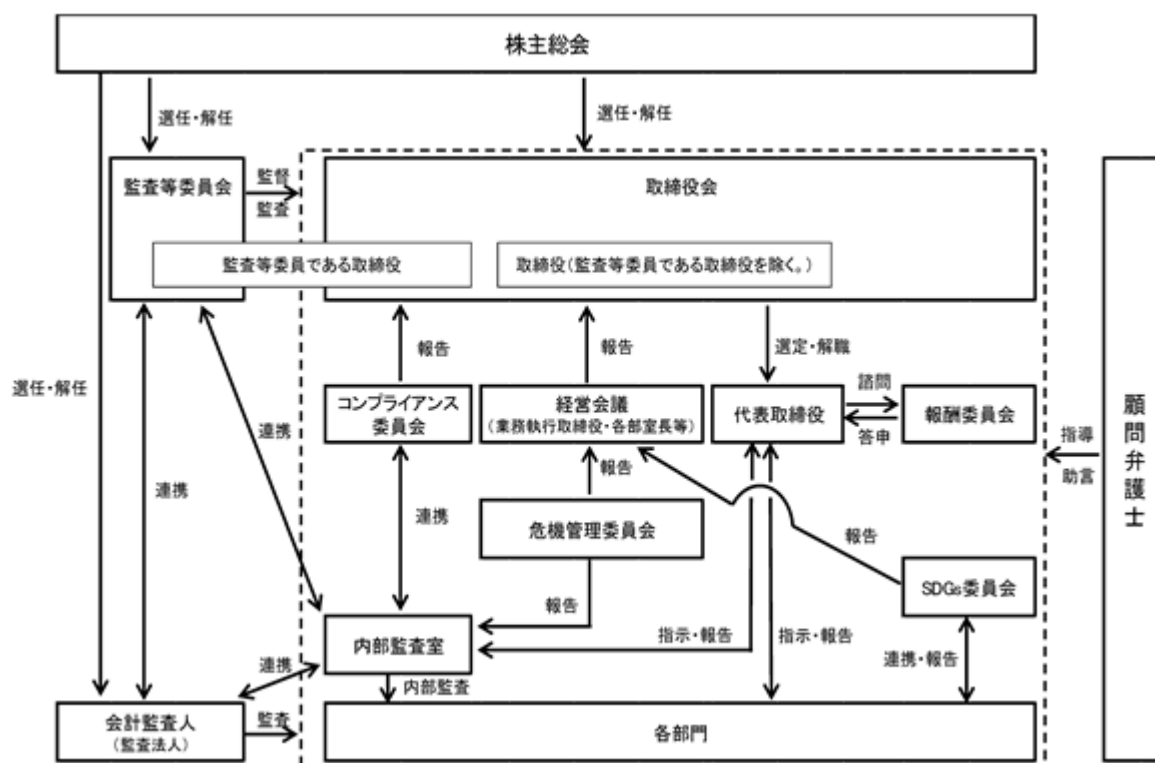 株主総会
選任・解任
選任・解任
監査等委員会
監督
監査
取締役会
顧問弁護士
監査等委員である取締役
取締役(監査等委員である取締役を除く。)
報告
報告
選定・解職
選任・解任
諮問
コンプライアンス
委員会
経営会議
(業務執行取締役・各部室長等)
代表取締役
報酬委員会
答申
連携
指導
助言
報告
連携
連携
危機管理委員会
報告
SDGs委員会
報告
内部監査室
指示・報告
指示・報告
連携・報告
連携
内部監査
会計監査人
(監査法人)
監査
各部門